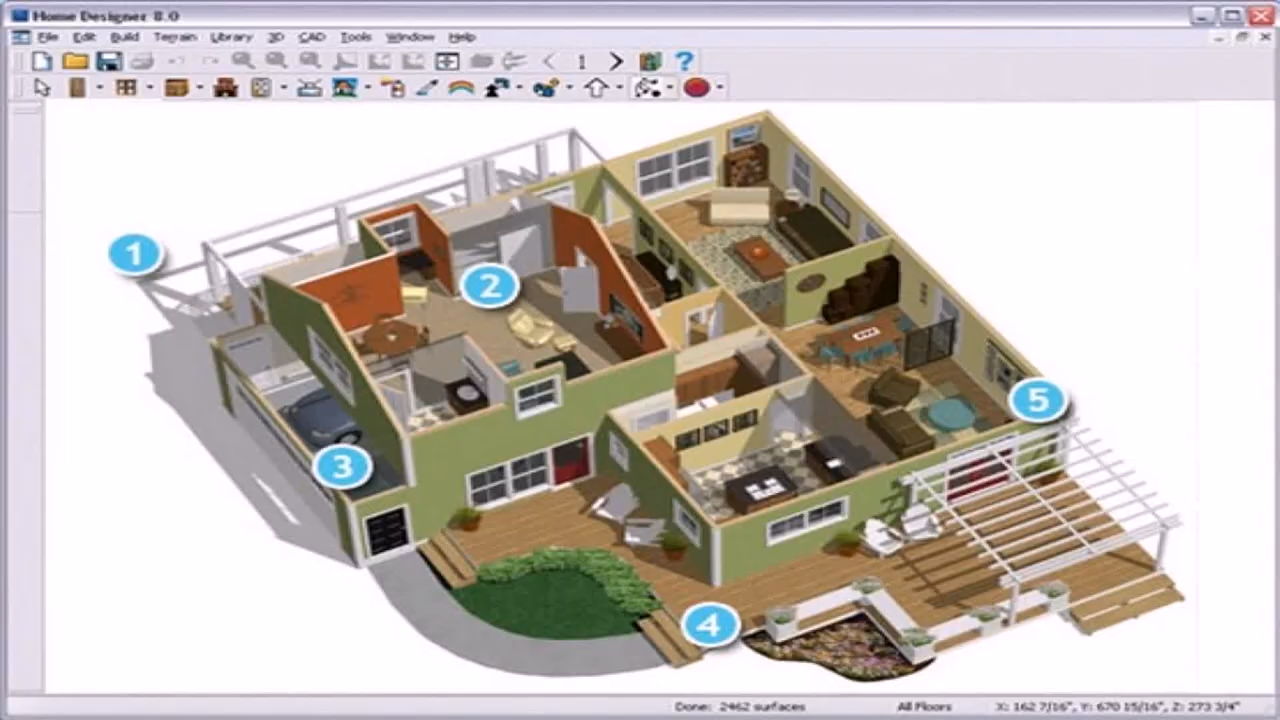 Home Designer 8.0
File Edit Build Terrain Library 3D CAD Tools Window Help
1
1
2
3
4
5
Done: 2462 surfaces All Floors X: 162 7/16", Y: 670 15/16", Z: 273 3/4"